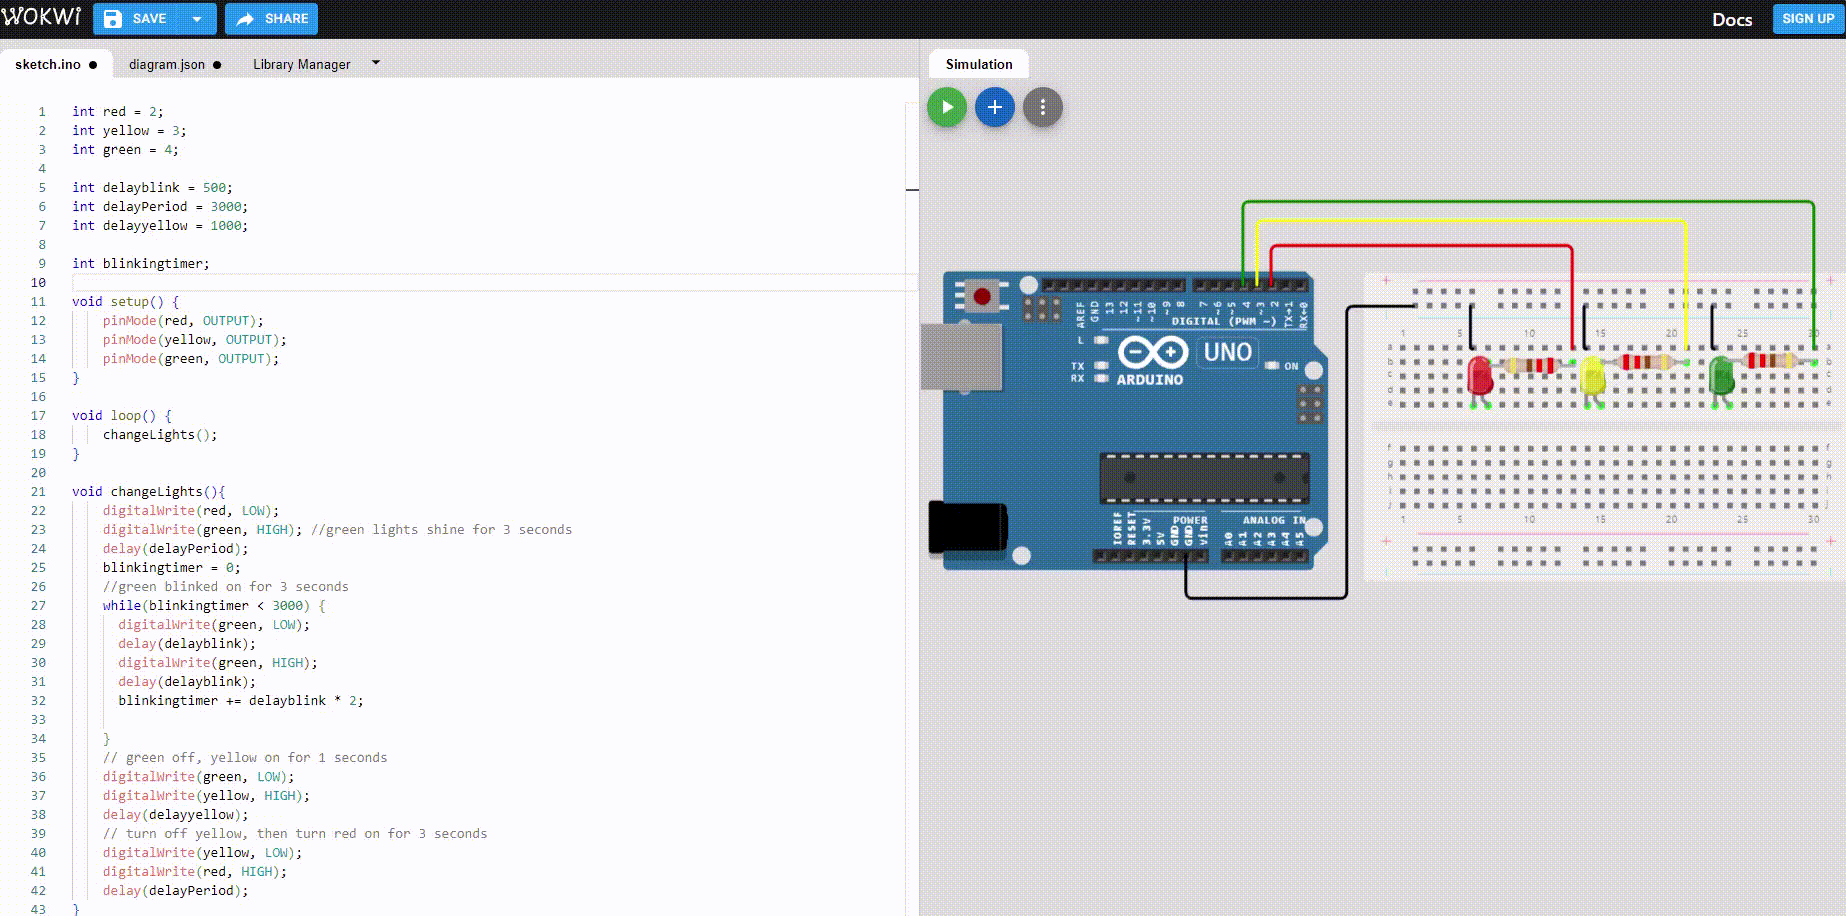 WOKWI SAVE SHARE Docs SIGN UP
sketch.ino diagram.json Library Manager
Simulation
1 int red = 2;
2 int yellow = 3;
3 int green = 4;
4
5 int delayblink = 500;
6 int delayPeriod = 3000;
7 int delayyellow = 1000;
8
9 int blinkingtimer;
10
11 void setup() {
12 pinMode(red, OUTPUT);
13 pinMode(yellow, OUTPUT);
14 pinMode(green, OUTPUT);
15 }
16
17 void loop() {
18 changeLights();
19 }
20
21 void changeLights(){
22 digitalWrite(red, LOW);
23 digitalWrite(green, HIGH); //green lights shine for 3 seconds
24 delay(delayPeriod);
25 blinkingtimer = 0;
26 //green blinked on for 3 seconds
27 while(blinkingtimer < 3000) {
28 digitalWrite(green, LOW);
29 delay(delayblink);
30 digitalWrite(green, HIGH);
31 delay(delayblink);
32 blinkingtimer += delayblink * 2;
33
34 }
35 // green off, yellow on for 1 seconds
36 digitalWrite(green, LOW);
37 digitalWrite(yellow, HIGH);
38 delay(delayyellow);
39 // turn off yellow, then turn red on for 3 seconds
40 digitalWrite(yellow, LOW);
41 digitalWrite(red, HIGH);
42 delay(delayPeriod);
43 }
AREF GND 13 12 ~11 ~10 ~9 8 7 ~6 ~5 4 ~3 2 TX→1 RX←0
DIGITAL (PWM ~)
L
TX
RX
UNO
ARDUINO
ON
POWER
ANALOG IN
IOREF RESET 3.3V 5V GND GND Vin A0 A1 A2 A3 A4 A5
1 5 10 15 20 25 30
a
b
c
d
e
f
g
h
i
j
1 5 10 15 20 25 30